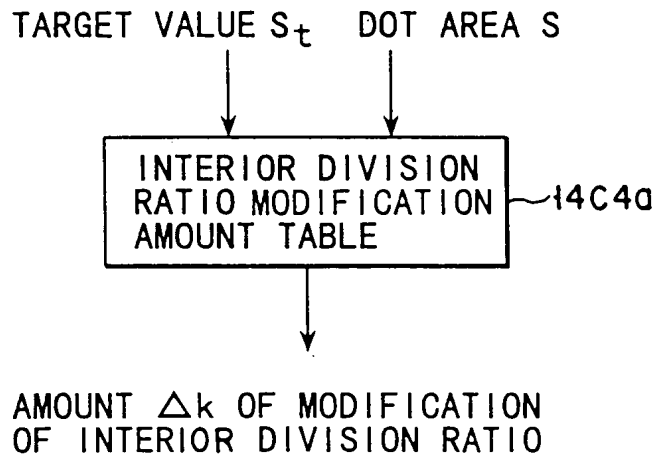 TARGET VALUE St DOT AREA S
INTERIOR DIVISION
RATIO MODIFICATION
AMOUNT TABLE
14C4a
AMOUNT △k OF MODIFICATION
OF INTERIOR DIVISION RATIO